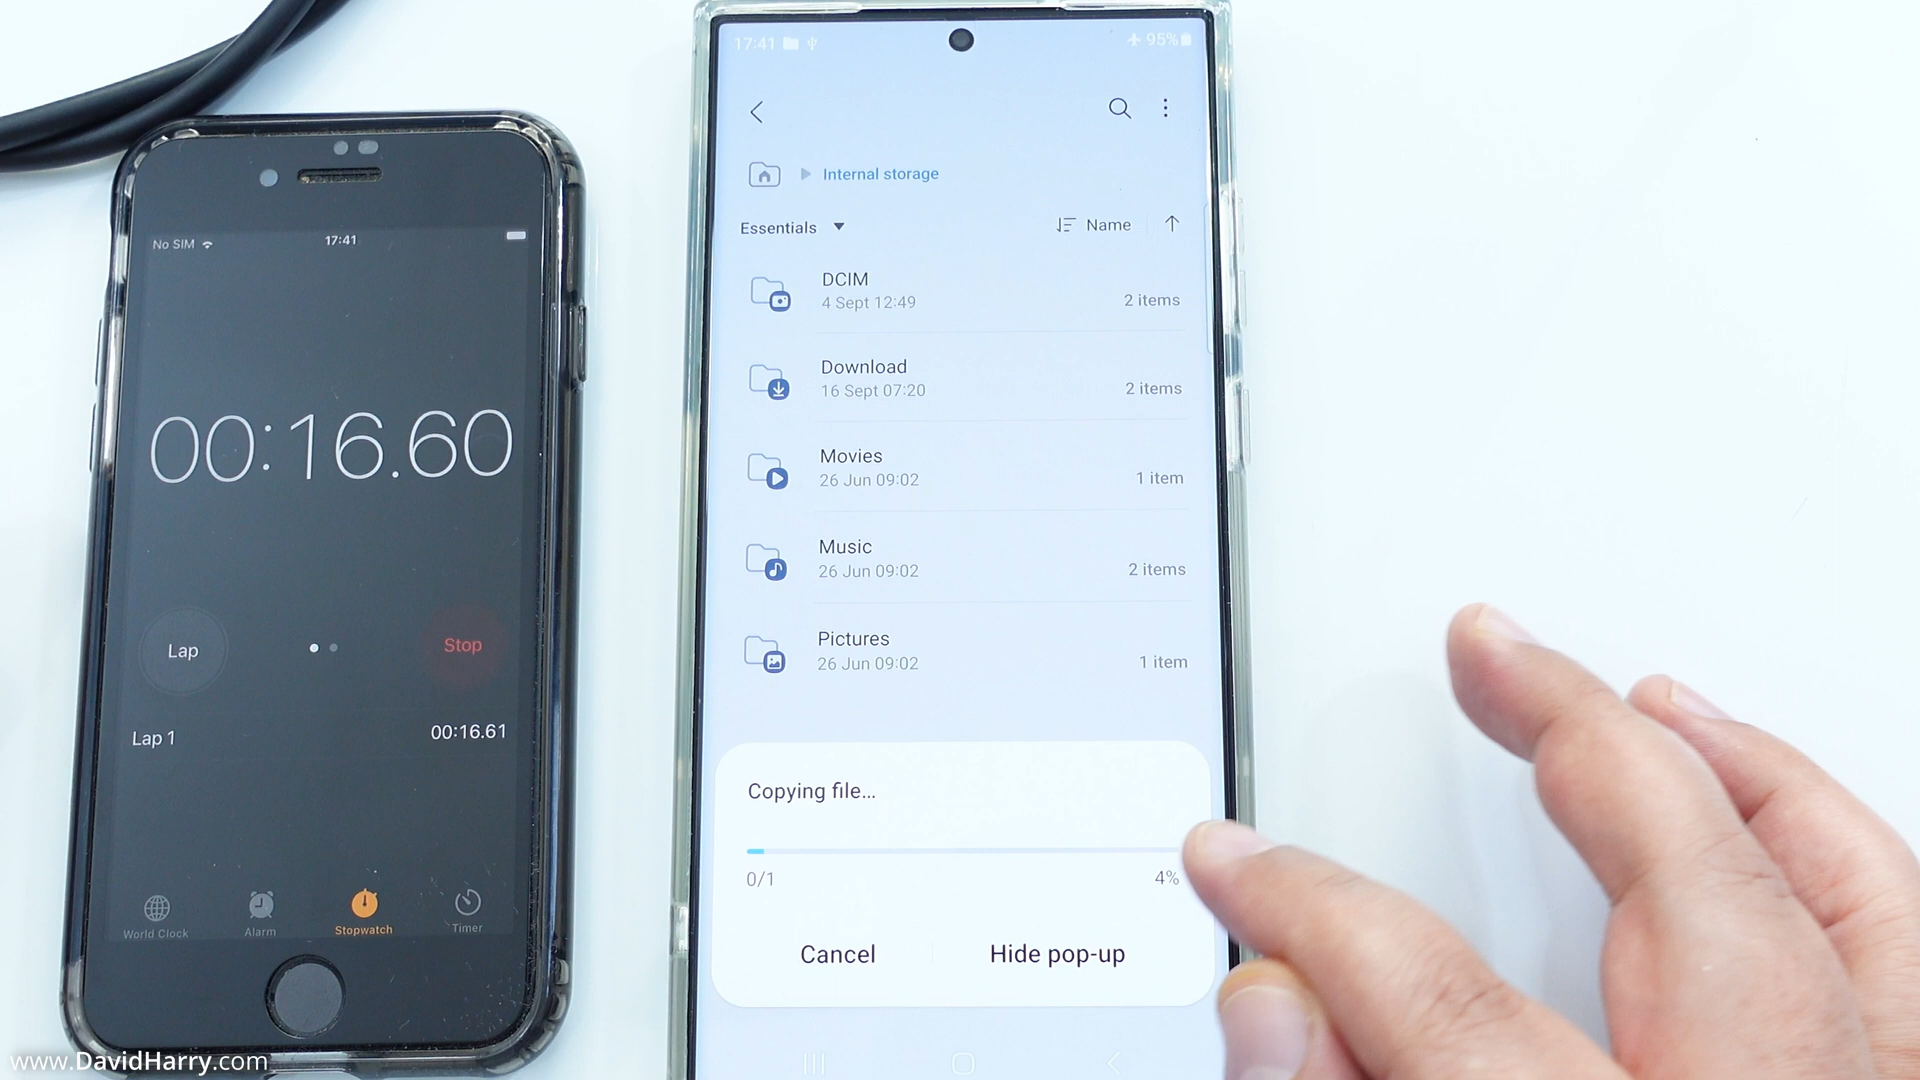 No SIM
17:41
00:16.60
Lap
Stop
Lap 1
00:16.61
World Clock
Alarm
Stopwatch
Timer
17:41
95%
Internal storage
Essentials
Name
DCIM
4 Sept 12:49
2 items
Download
16 Sept 07:20
2 items
Movies
26 Jun 09:02
1 item
Music
26 Jun 09:02
2 items
Pictures
26 Jun 09:02
1 item
Copying file...
0/1
4%
Cancel
Hide pop-up
www.DavidHarry.com